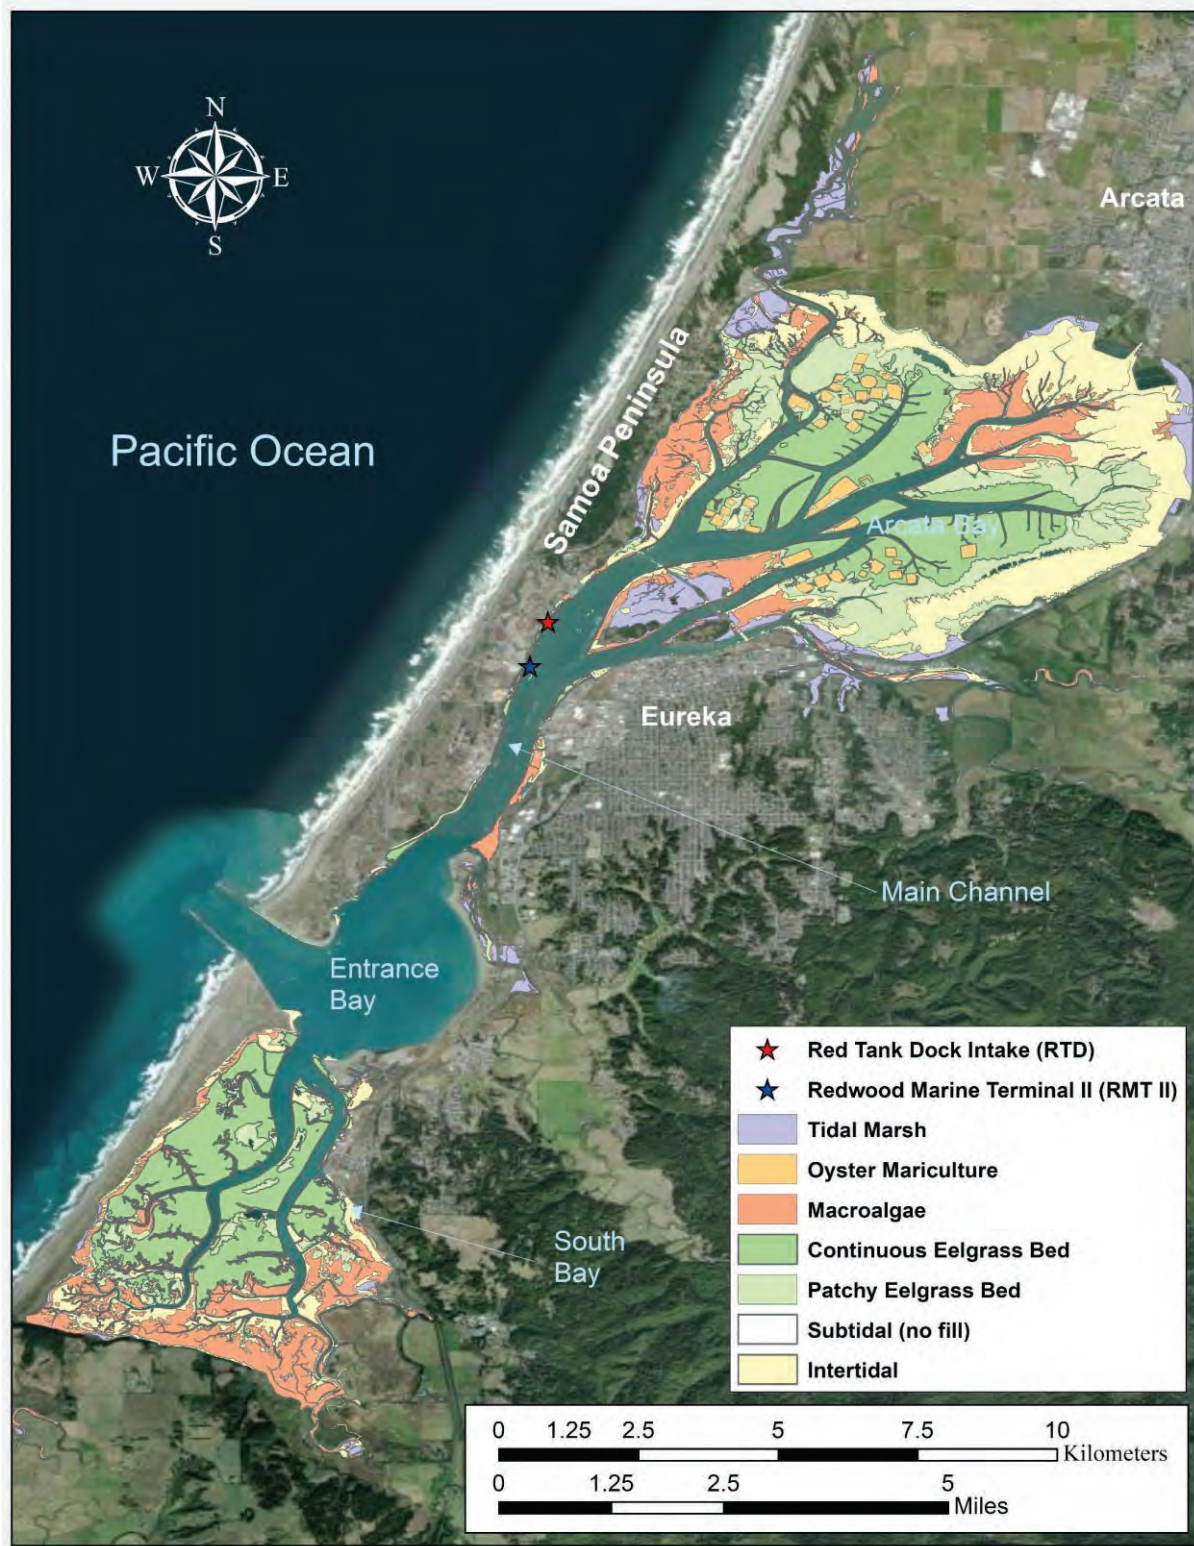 N
W
E
S
Arcata
Samoa Peninsula
Pacific Ocean
Arcata Bay
Eureka
Main Channel
Entrance
Bay
South
Bay
Red Tank Dock Intake (RTD)
Redwood Marine Terminal II (RMT II)
Tidal Marsh
Oyster Mariculture
Macroalgae
Continuous Eelgrass Bed
Patchy Eelgrass Bed
Subtidal (no fill)
Intertidal
0 1.25 2.5 5 7.5 10
Kilometers
0 1.25 2.5 5
Miles